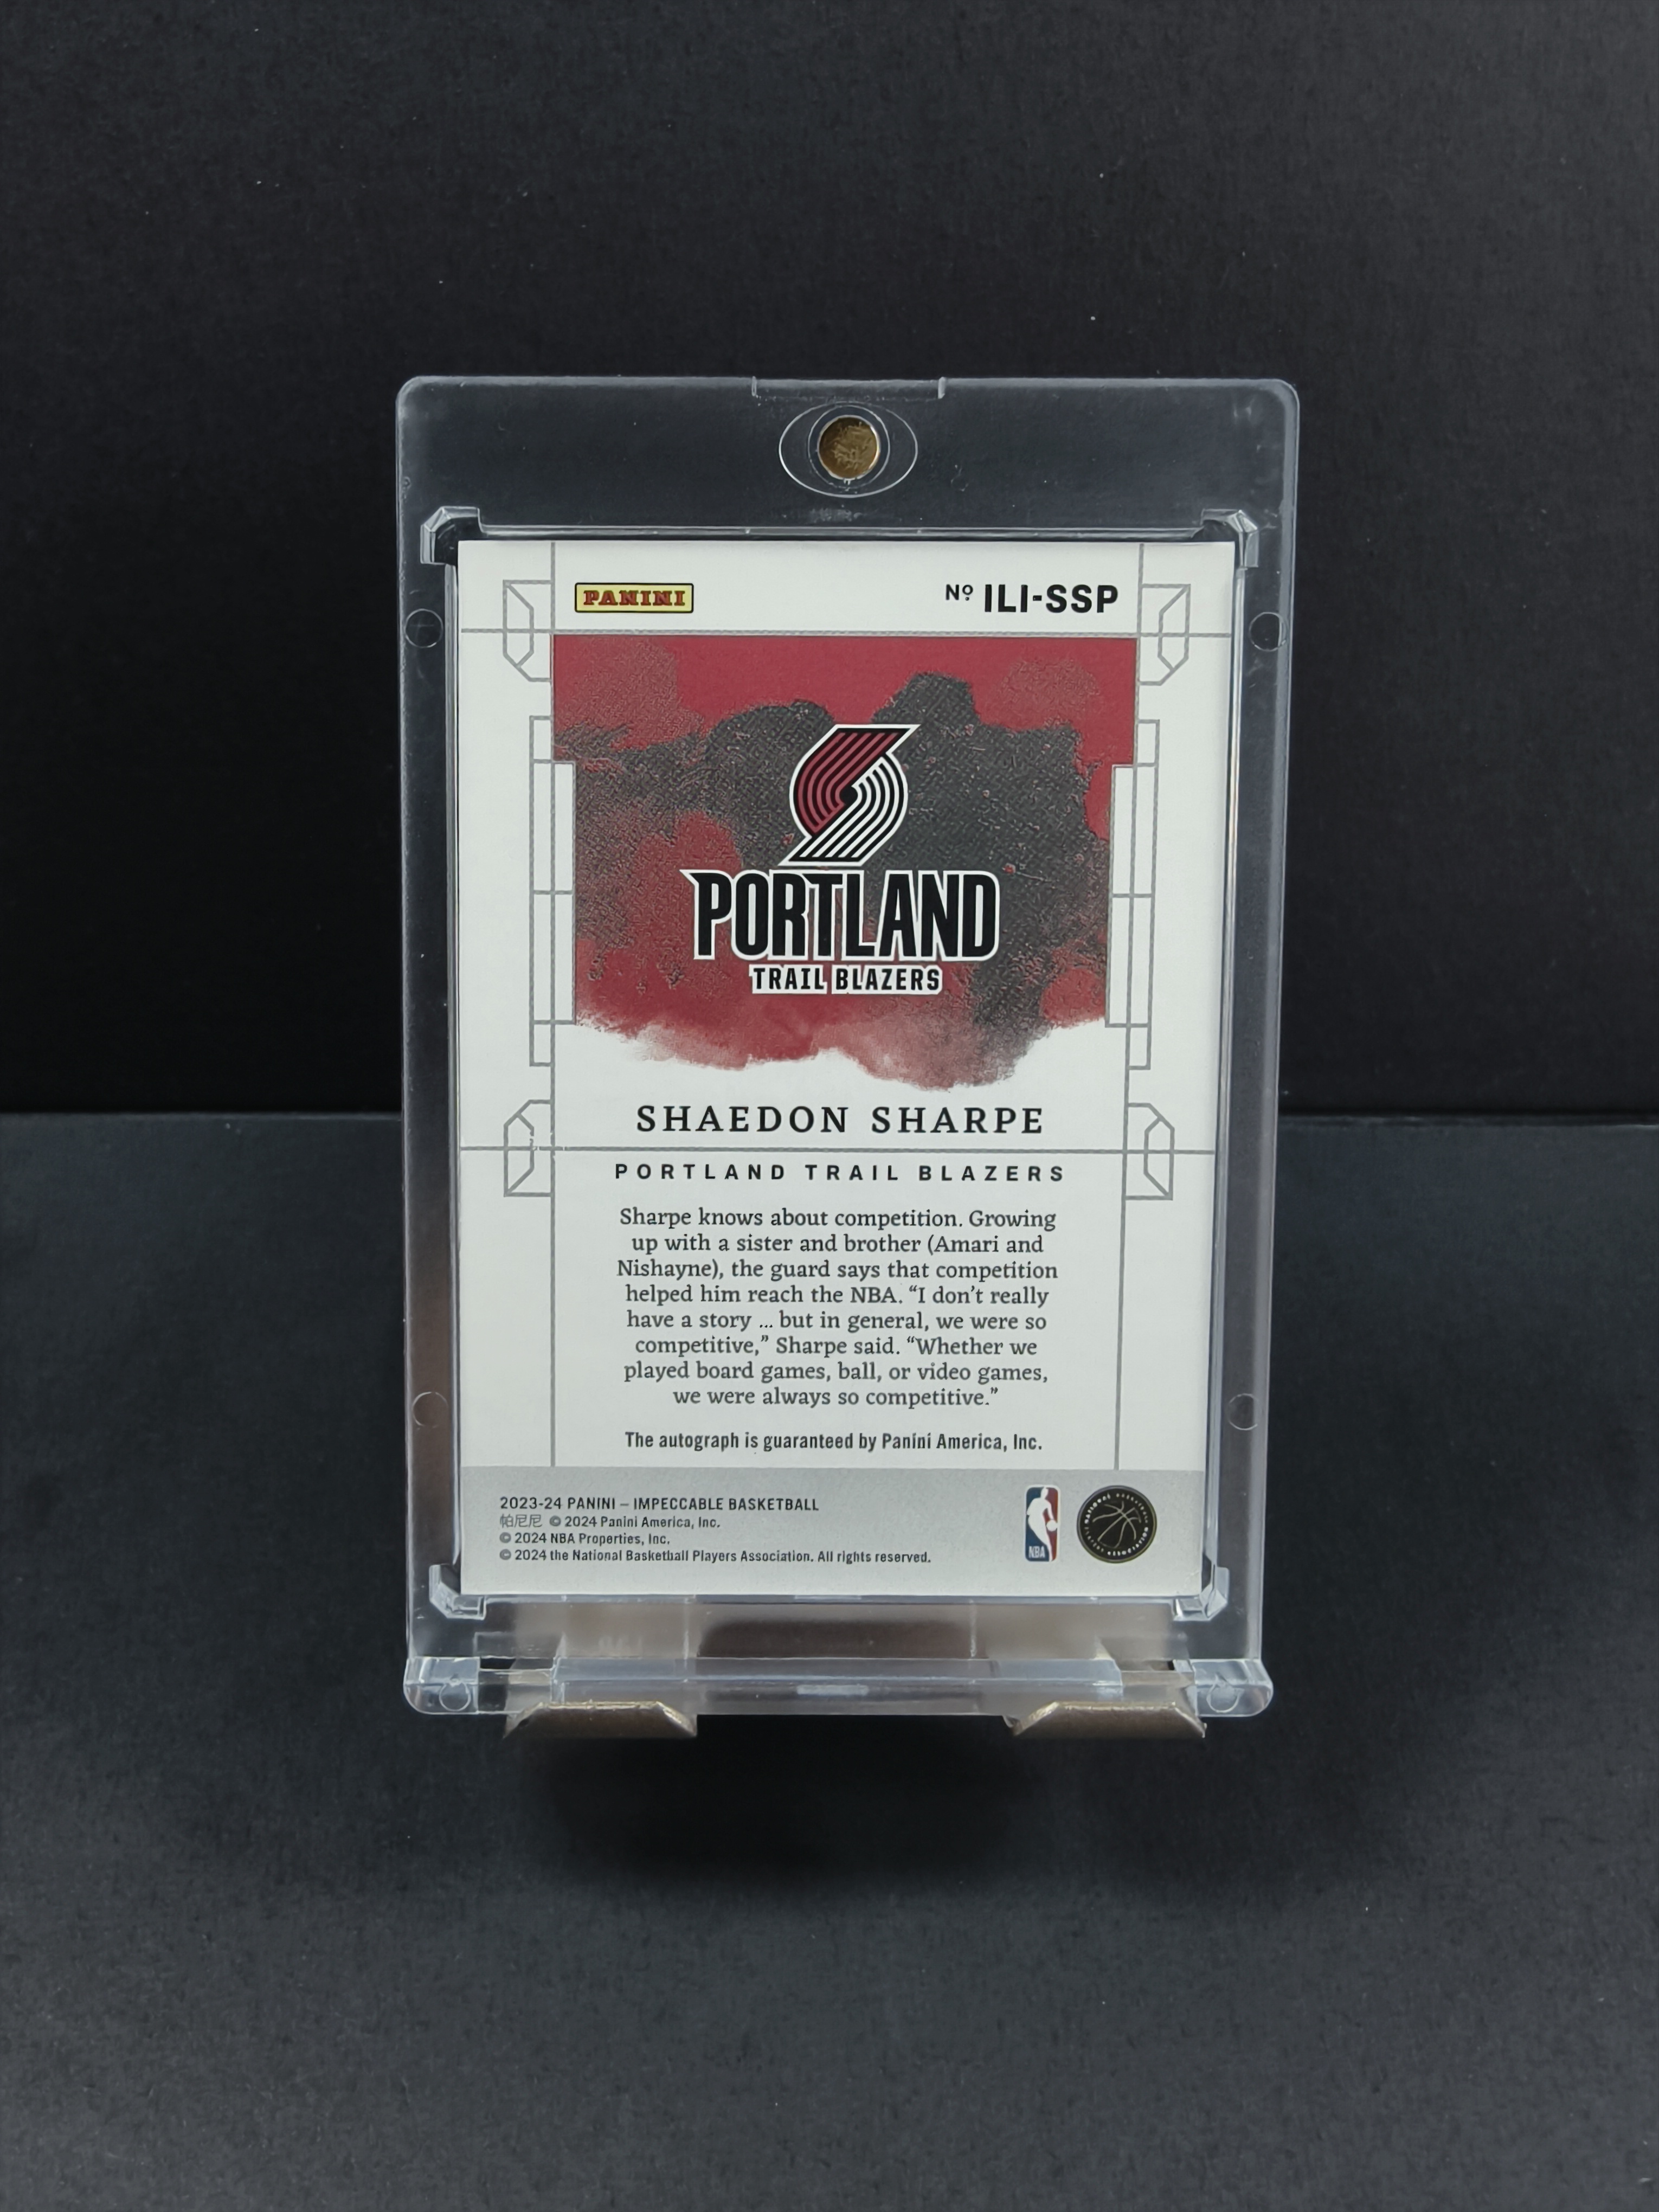 PANINI
Nº ILI-SSP
PORTLAND
TRAIL BLAZERS
SHAEDON SHARPE
PORTLAND TRAIL BLAZERS
Sharpe knows about competition. Growing
up with a sister and brother (Amari and
Nishayne), the guard says that competition
helped him reach the NBA. “I don’t really
have a story ... but in general, we were so
competitive,” Sharpe said. “Whether we
played board games, ball, or video games,
we were always so competitive.”
The autograph is guaranteed by Panini America, Inc.
2023-24 PANINI – IMPECCABLE BASKETBALL
帕尼尼 © 2024 Panini America, Inc.
© 2024 NBA Properties, Inc.
© 2024 the National Basketball Players Association. All rights reserved.
NBA